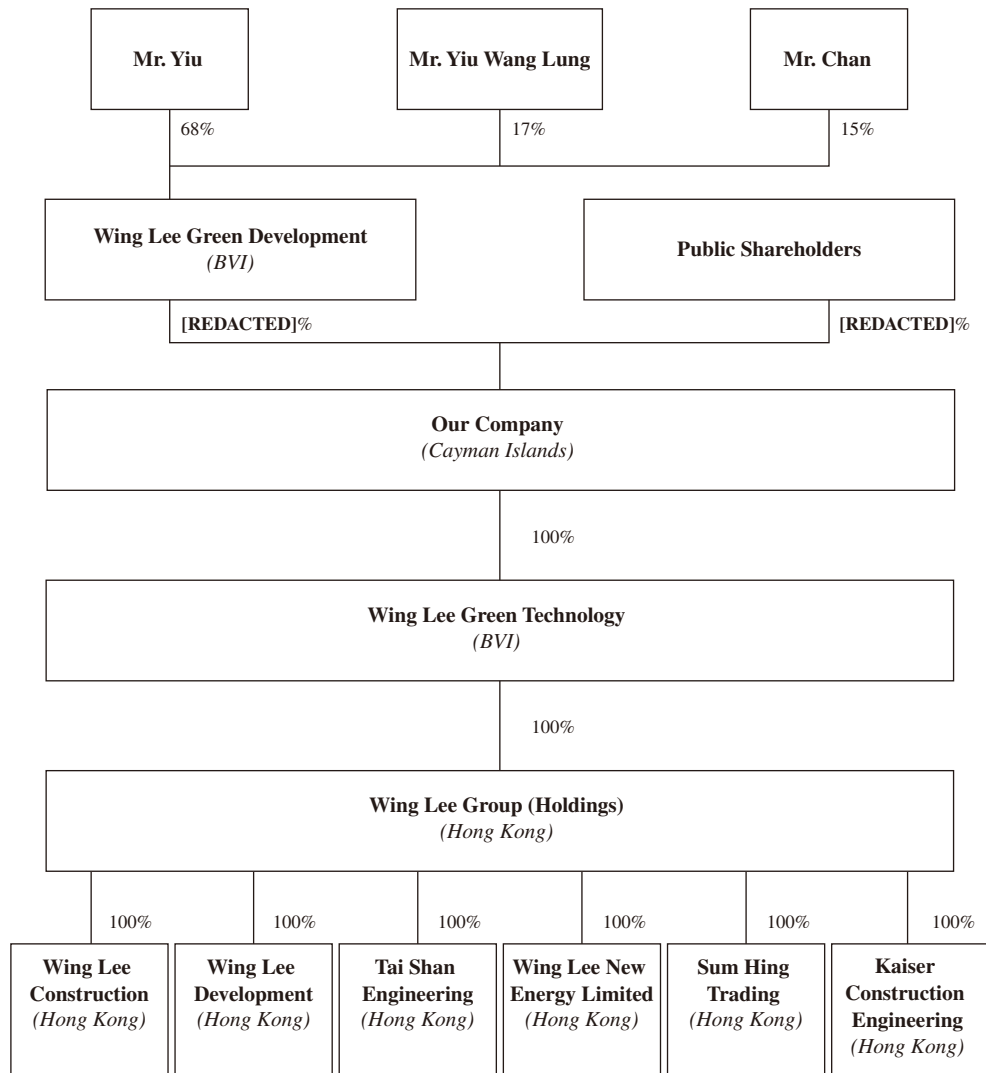 Mr. Yiu
Mr. Yiu Wang Lung
Mr. Chan
68%
17%
15%
Wing Lee Green Development
(BVI)
Public Shareholders
[REDACTED]%
[REDACTED]%
Our Company
(Cayman Islands)
100%
Wing Lee Green Technology
(BVI)
100%
Wing Lee Group (Holdings)
(Hong Kong)
100%
100%
100%
100%
100%
100%
Wing Lee
Construction
(Hong Kong)
Wing Lee
Development
(Hong Kong)
Tai Shan
Engineering
(Hong Kong)
Wing Lee New
Energy Limited
(Hong Kong)
Sum Hing
Trading
(Hong Kong)
Kaiser
Construction
Engineering
(Hong Kong)